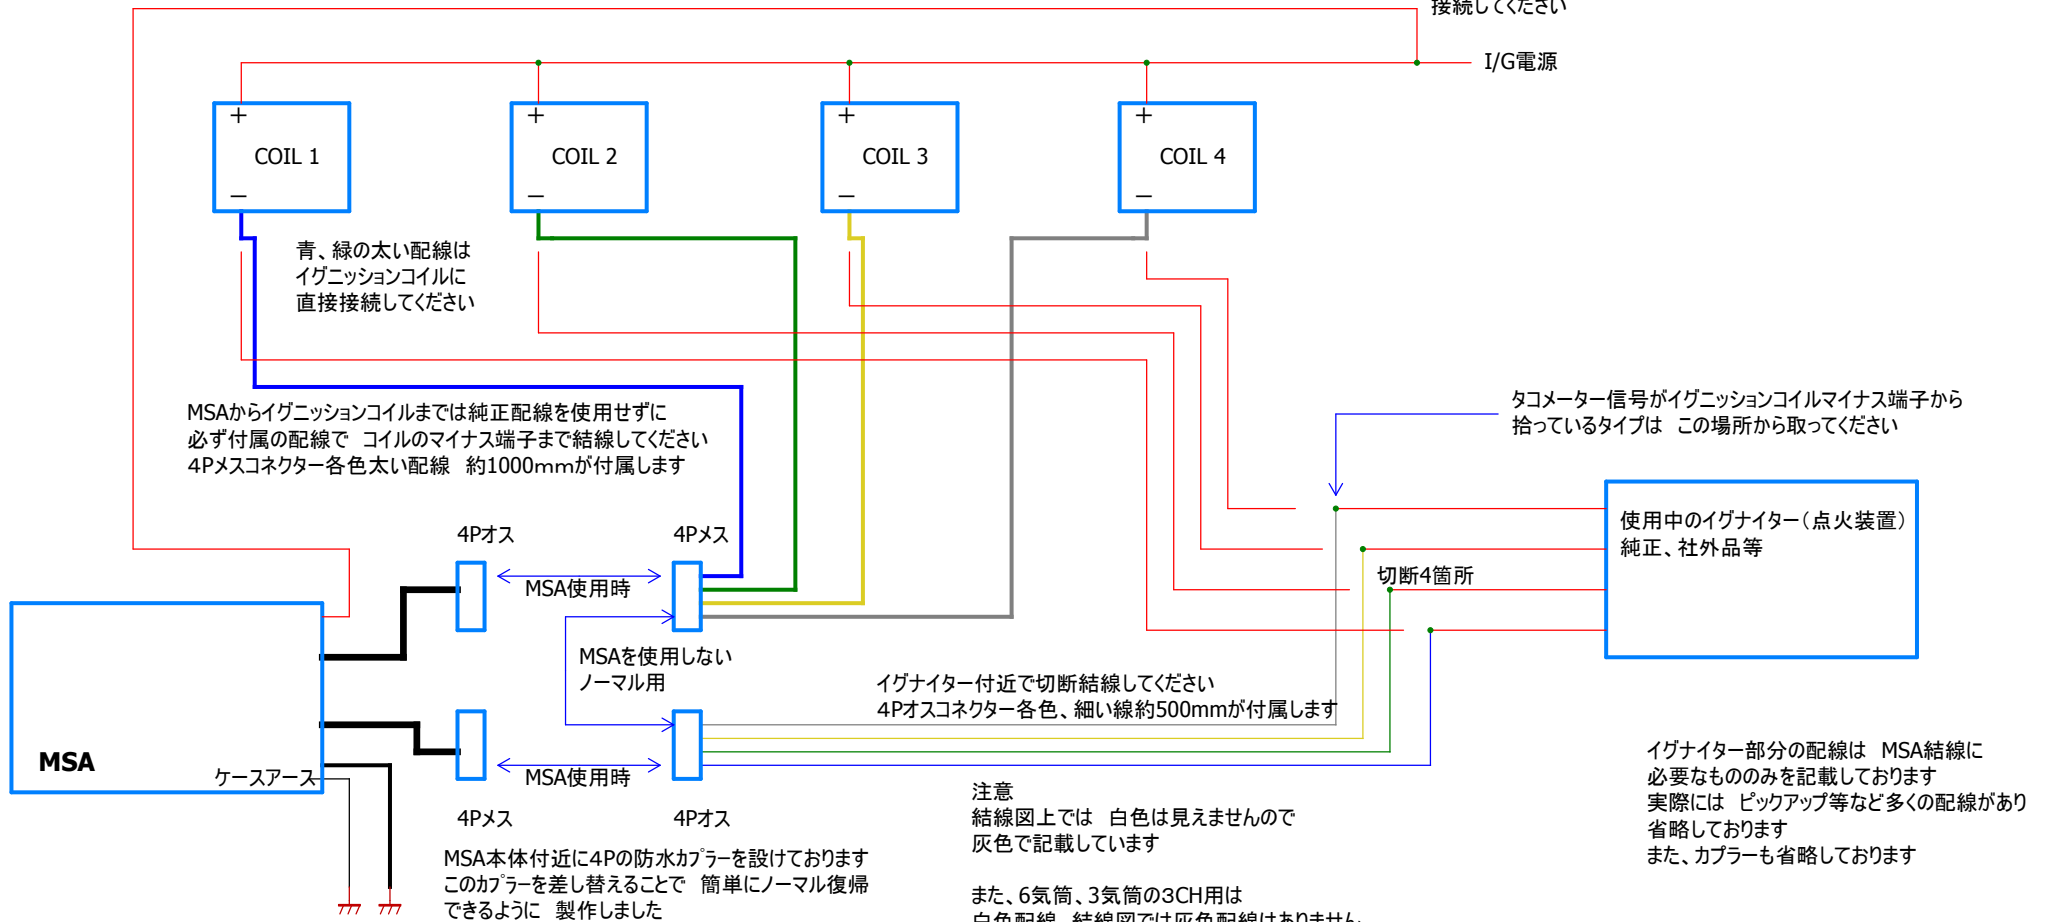 接続してください
I/G電源
+
+
+
+
COIL 1
COIL 2
COIL 3
COIL 4
−
−
−
−
青、緑の太い配線は
イグニッションコイルに
直接接続してください
MSAからイグニッションコイルまでは純正配線を使用せずに
必ず付属の配線で コイルのマイナス端子まで結線してください
4Pメスコネクター各色太い配線 約1000mmが付属します
タコメーター信号がイグニッションコイルマイナス端子から
拾っているタイプは この場所から取ってください
使用中のイグナイター(点火装置)
純正、社外品等
切断4箇所
4Pオス
4Pメス
MSA使用時
MSAを使用しない
ノーマル用
イグナイター付近で切断結線してください
4Pオスコネクター各色、細い線約500mmが付属します
MSA
ケースアース
MSA使用時
4Pメス
4Pオス
MSA本体付近に4Pの防水カプラーを設けております
このカプラーを差し替えることで 簡単にノーマル復帰
できるように 製作しました
注意
結線図上では 白色は見えませんので
灰色で記載しています
また、6気筒、3気筒の3CH用は
白色配線 結線図では灰色配線はありません
イグナイター部分の配線は MSA結線に
必要なもののみを記載しております
実際には ピックアップ等など多くの配線があり
省略しております
また、カプラーも省略しております